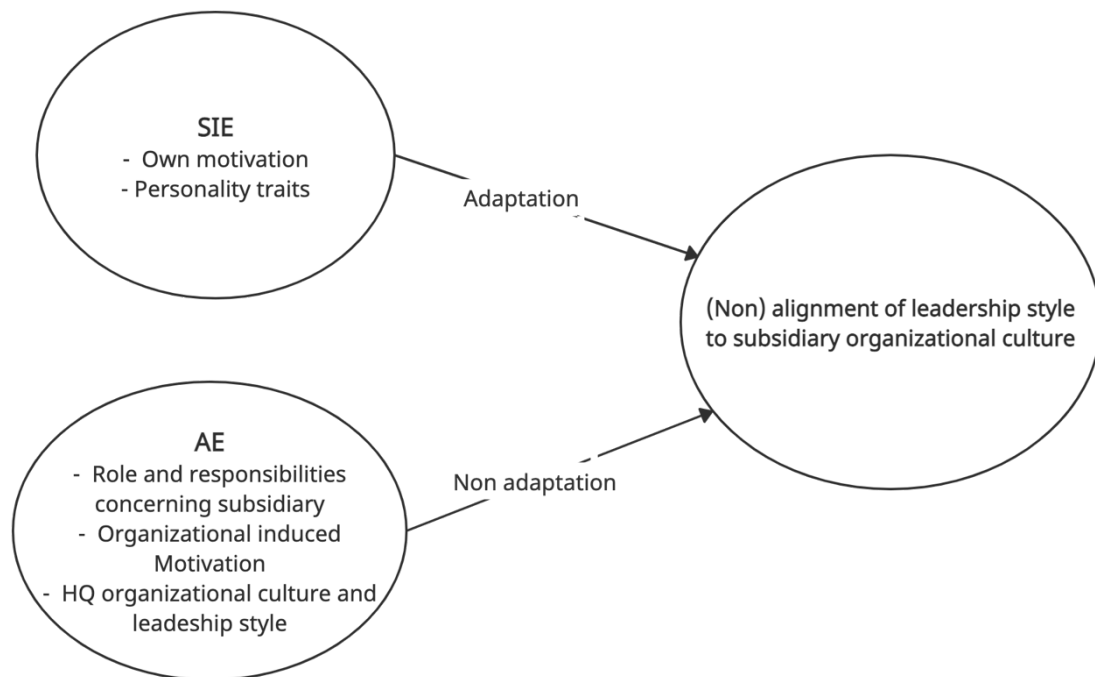 SIE
- Own motivation
- Personality traits
Adaptation
(Non) alignment of leadership style
to subsidiary organizational culture
AE
- Role and responsibilities
concerning subsidiary
- Organizational induced
Motivation
- HQ organizational culture and
leadeship style
Non adaptation